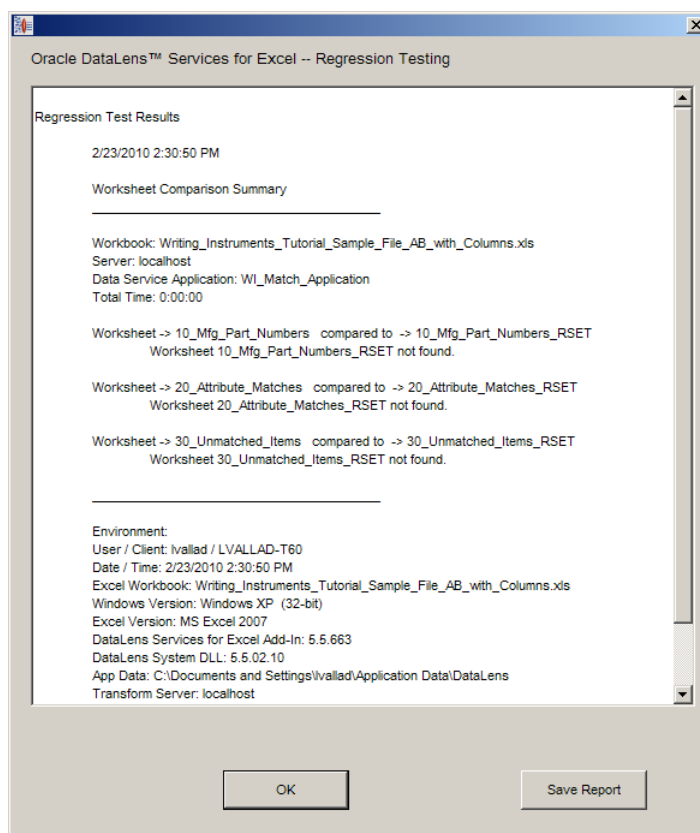 Oracle DataLens™ Services for Excel -- Regression Testing
Regression Test Results
2/23/2010 2:30:50 PM
Worksheet Comparison Summary
Workbook: Writing_Instruments_Tutorial_Sample_File_AB_with_Columns.xls
Server: localhost
Data Service Application: WI_Match_Application
Total Time: 0:00:00
Worksheet -> 10_Mfg_Part_Numbers   compared to  -> 10_Mfg_Part_Numbers_RSET
Worksheet 10_Mfg_Part_Numbers_RSET not found.
Worksheet -> 20_Attribute_Matches   compared to  -> 20_Attribute_Matches_RSET
Worksheet 20_Attribute_Matches_RSET not found.
Worksheet -> 30_Unmatched_Items   compared to  -> 30_Unmatched_Items_RSET
Worksheet 30_Unmatched_Items_RSET not found.
Environment:
User / Client: lvallad / LVALLAD-T60
Date / Time: 2/23/2010 2:30:50 PM
Excel Workbook: Writing_Instruments_Tutorial_Sample_File_AB_with_Columns.xls
Windows Version: Windows XP  (32-bit)
Excel Version: MS Excel 2007
DataLens Services for Excel Add-In: 5.5.663
DataLens System DLL: 5.5.02.10
App Data: C:\Documents and Settings\lvallad\Application Data\DataLens
Transform Server: localhost
OK
Save Report